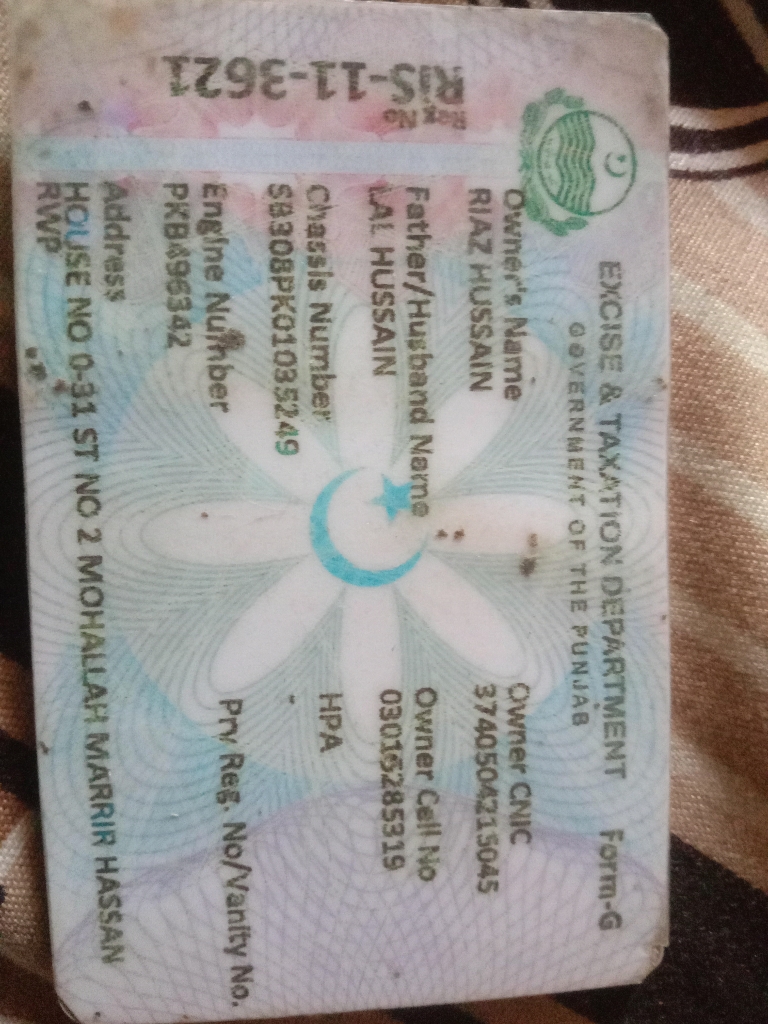 EXCISE & TAXATION DEPARTMENT Form-G
GOVERNMENT OF THE PUNJAB
Reg No
RIS-11-3621
Owner's Name
RIAZ HUSSAIN
Owner CNIC
3740504215045
Father/Husband Name
LAL HUSSAIN
Owner Cell No
03016285319
Chassis Number
SB308PK01035249
HPA
-
Engine Number
PKB496342
Prv Reg. No/Vanity No.
Address
HOUSE NO 0-31 ST NO 2 MOHALLAH MARRIR HASSAN
RWP